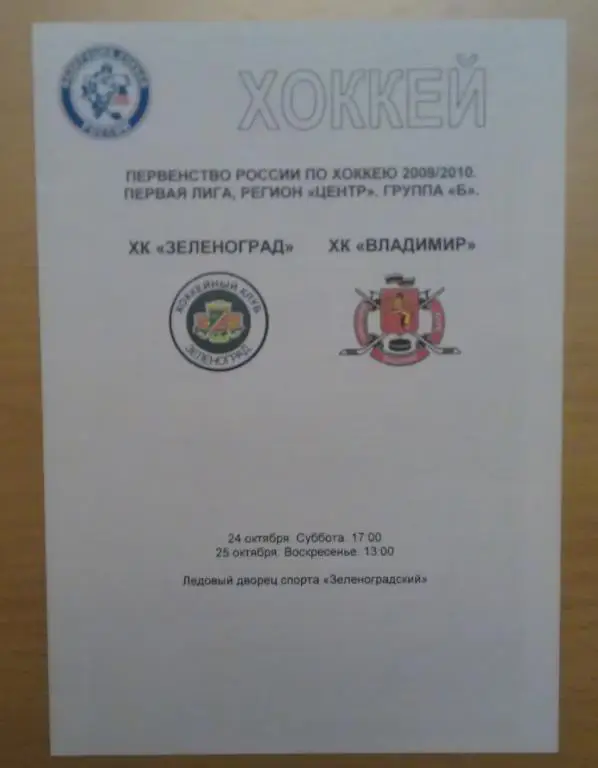 ХОККЕЙ
ПЕРВЕНСТВО РОССИИ ПО ХОККЕЮ 2009/2010.
ПЕРВАЯ ЛИГА, РЕГИОН «ЦЕНТР». ГРУППА «Б».
ХК «ЗЕЛЕНОГРАД» ХК «ВЛАДИМИР»
ХОККЕЙНЫЙ КЛУБ
ЗЕЛЕНОГРАД
24 октября. Суббота. 17:00
25 октября. Воскресенье. 13:00
Ледовый дворец спорта «Зеленоградский»